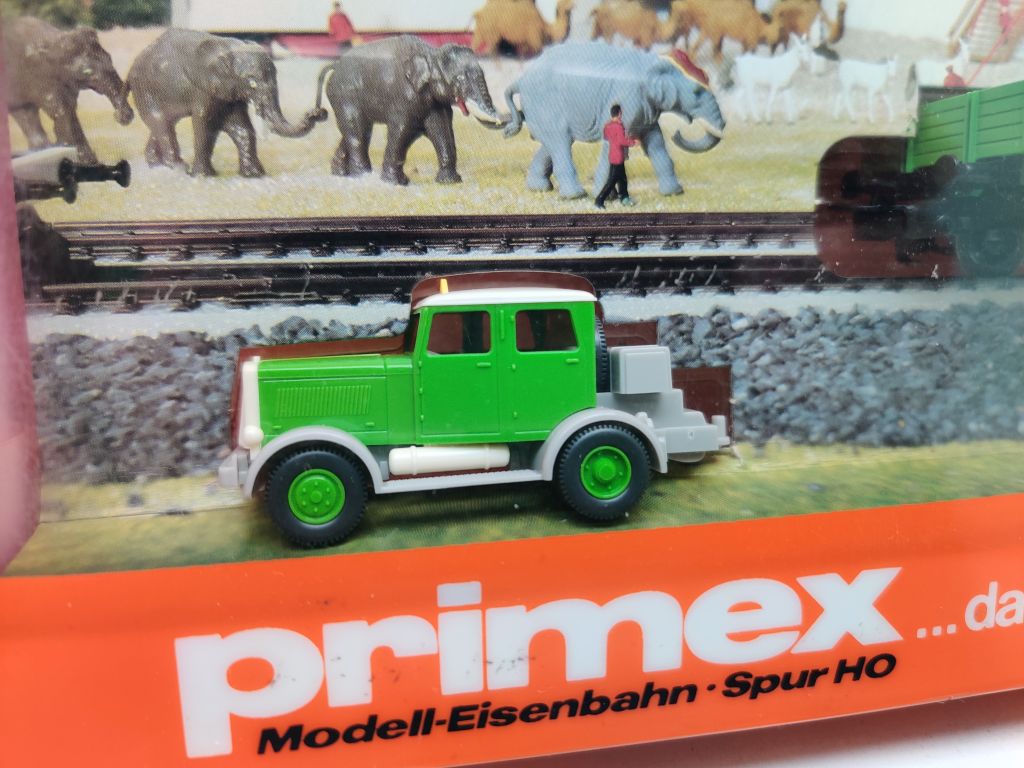 primex
...da
Modell-Eisenbahn · Spur HO